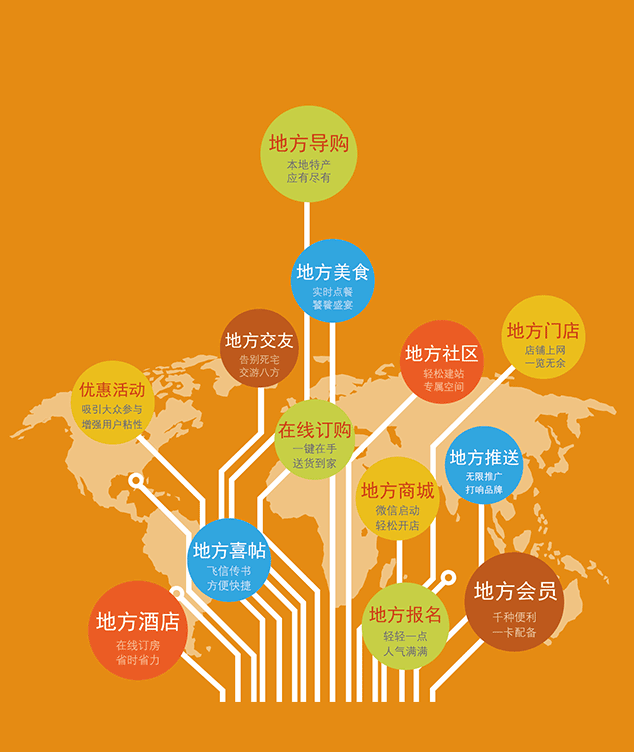 地方导购
本地特产
应有尽有
地方美食
实时点餐
饕餮盛宴
地方交友
告别死宅
交游八方
地方门店
店铺上网
一览无余
地方社区
轻松建站
专属空间
优惠活动
吸引大众参与
增强用户粘性
在线订购
一键在手
送货到家
地方推送
无限推广
打响品牌
地方商城
微信启动
轻松开店
地方喜帖
飞信传书
方便快捷
地方会员
千种便利
一卡配备
地方报名
轻轻一点
人气满满
地方酒店
在线订房
省时省力